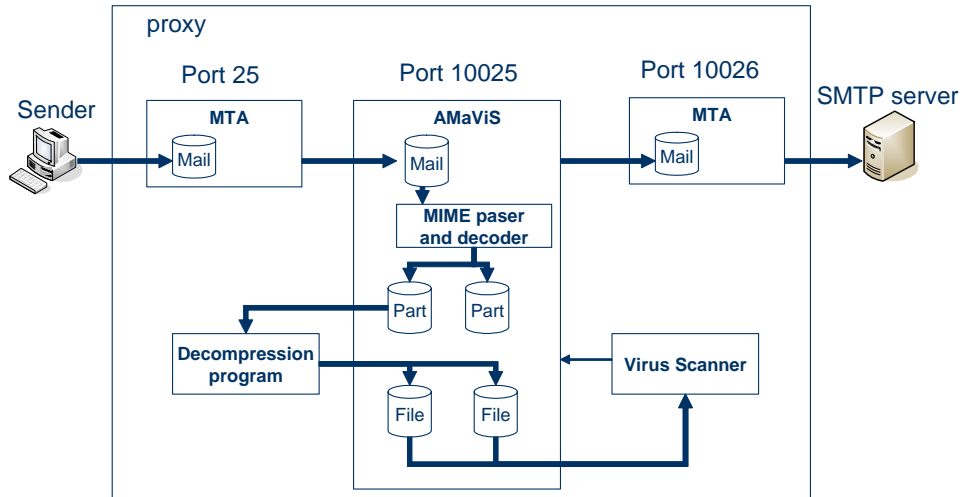 proxy
Port 25
Port 10025
Port 10026
Sender
SMTP server
MTA
AMaViS
MTA
Mail
Mail
Mail
MIME paser
and decoder
Part
Part
Decompression
program
Virus Scanner
File
File